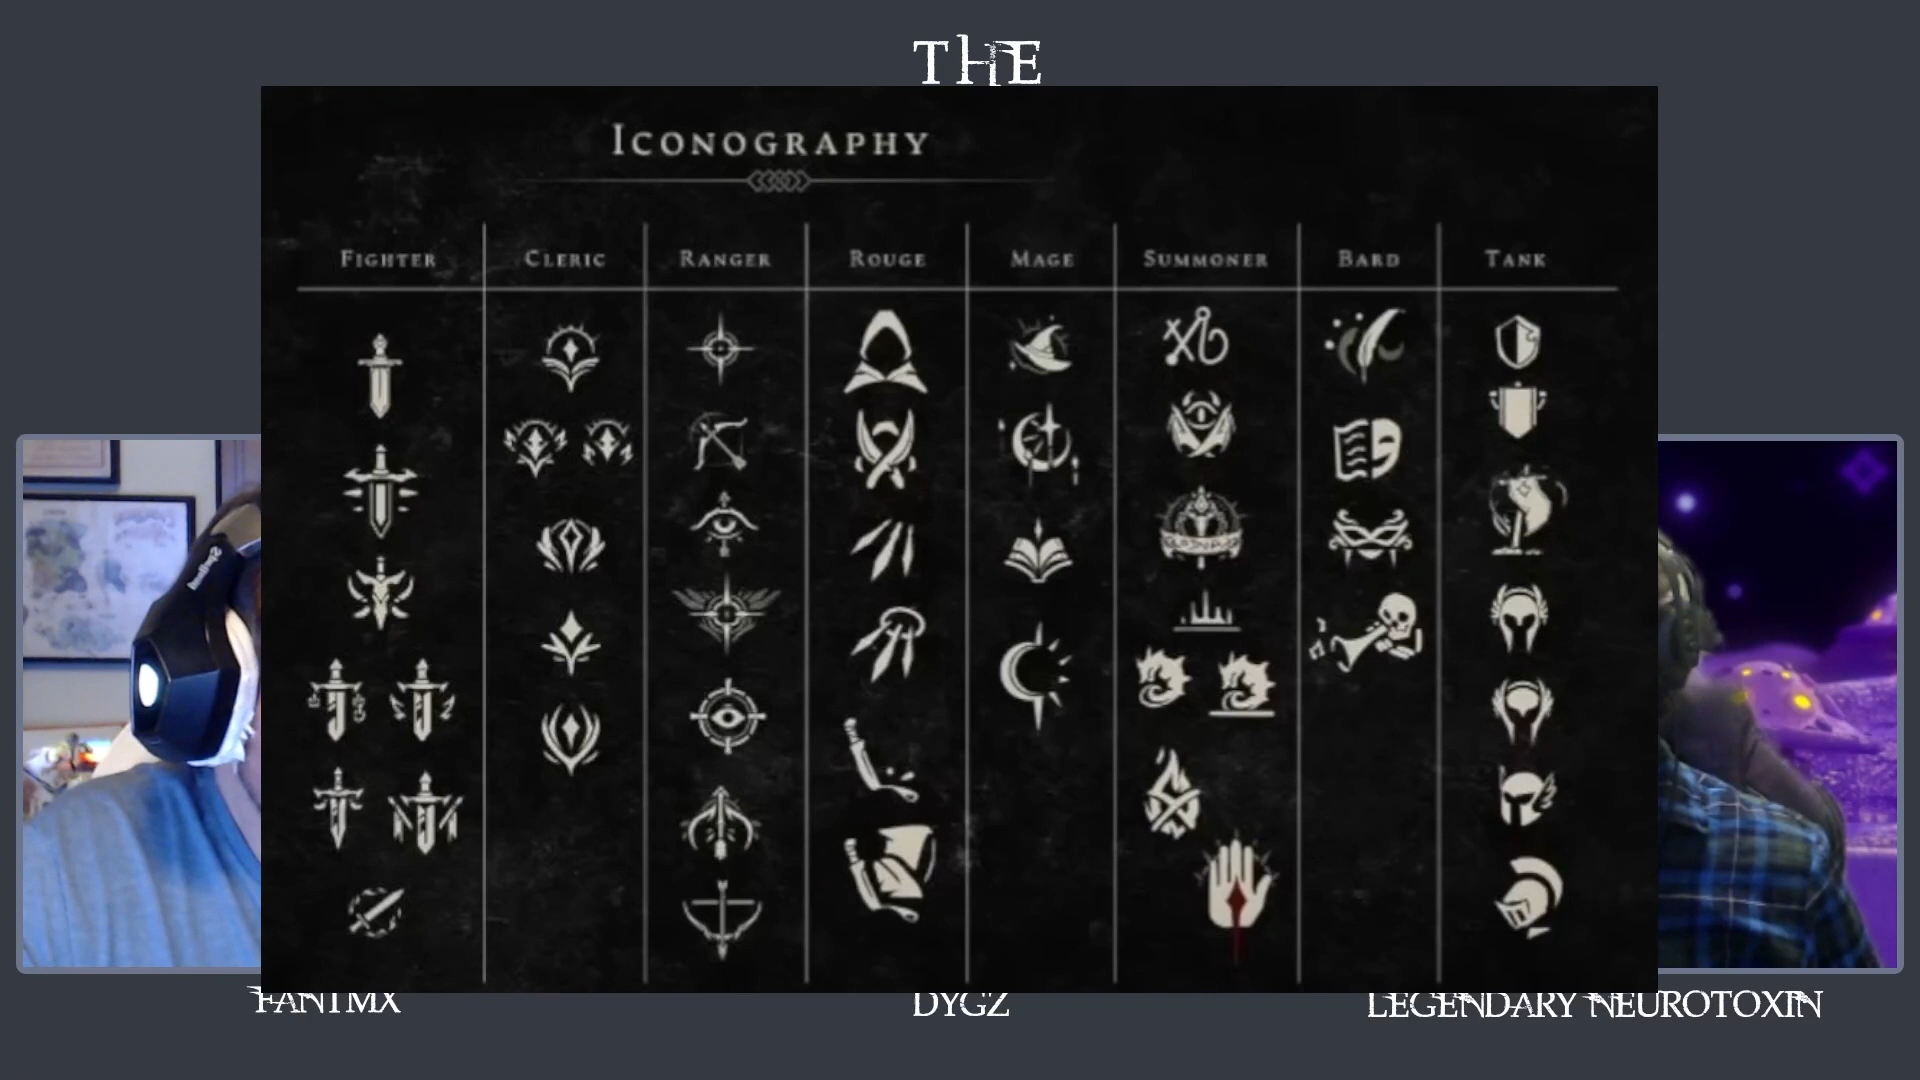 THE
ICONOGRAPHY
FIGHTER CLERIC RANGER ROUGE MAGE SUMMONER BARD TANK
FANTMX DYGZ LEGENDARY NEUROTOXIN